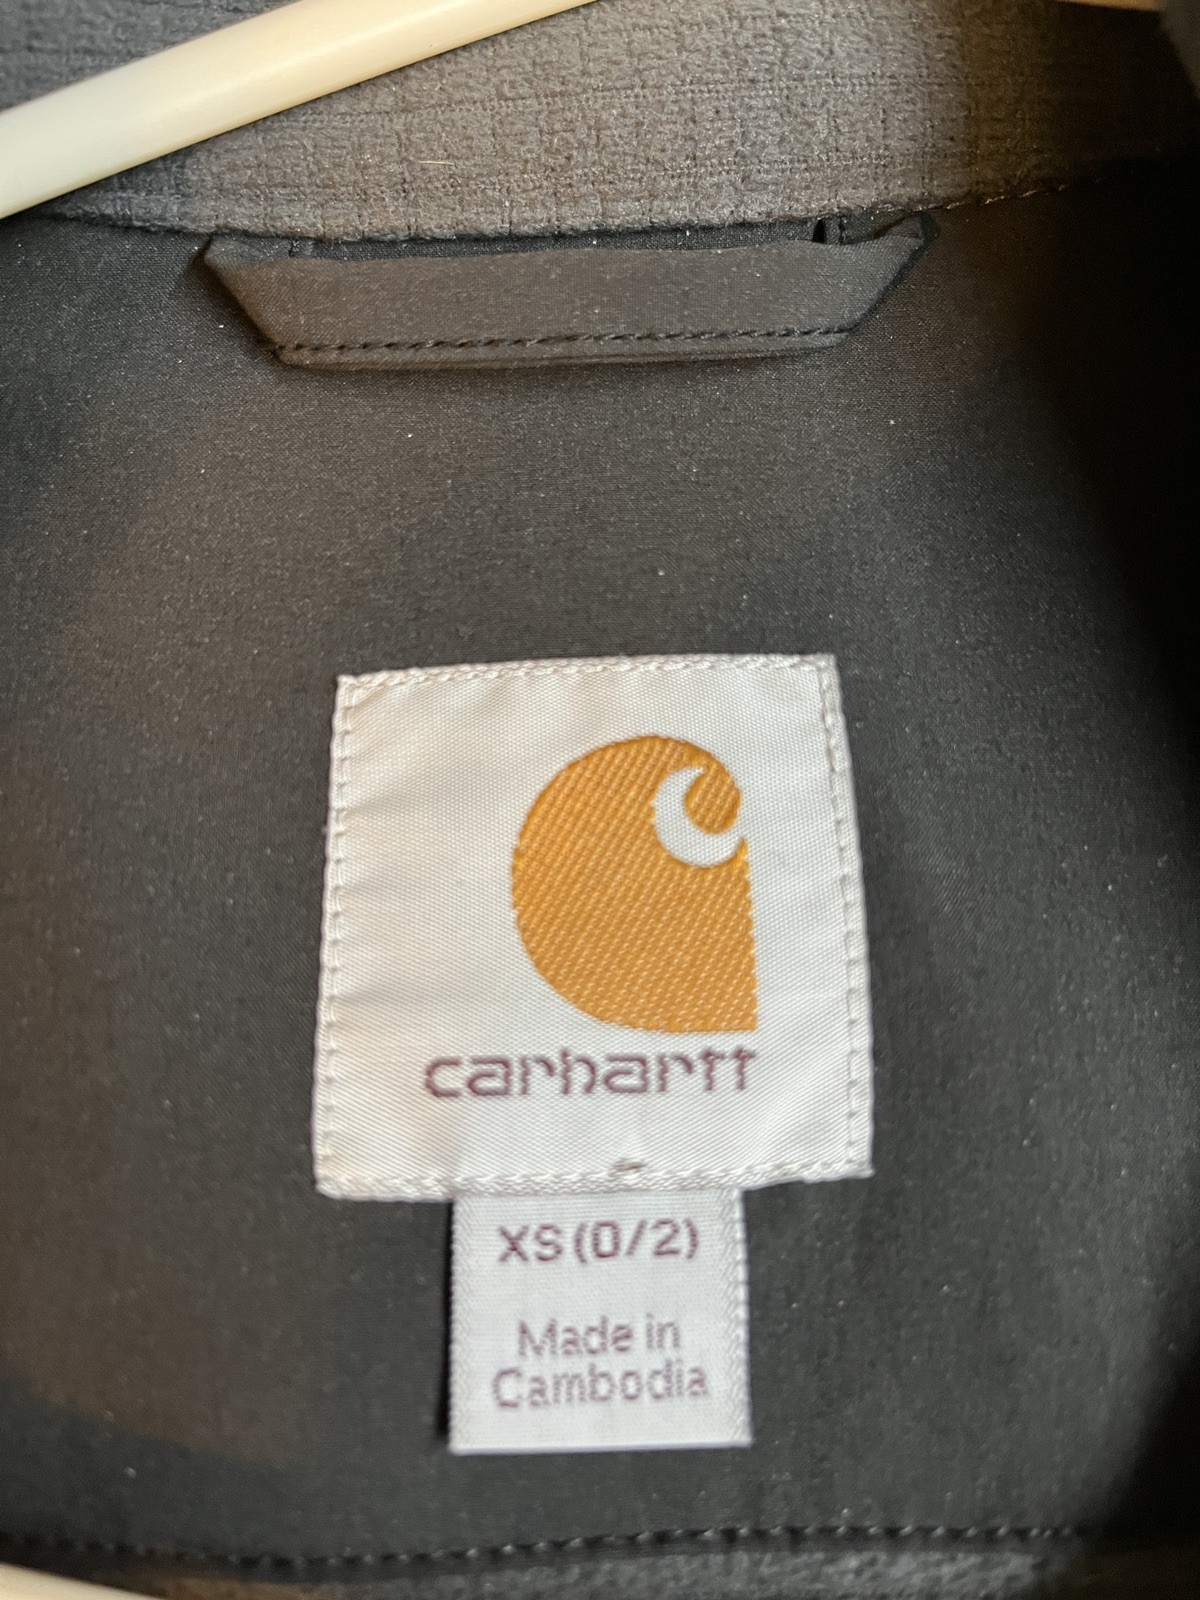 carhartt
XS (0/2)
Made in
Cambodia